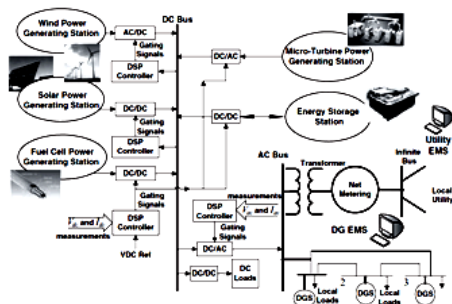 Wind Power
Generating Station
AC/DC
DC Bus
Gating
Signals
DSP
Controller
DC/AC
Micro-Turbine Power
Generating Station
Solar Power
Generating Station
DC/DC
Gating
Signals
DSP
Controller
DC/DC
Energy Storage
Station
Utility
EMS
Fuel Cell Power
Generating Station
DC/DC
Gating
Signals
DSP
Controller
and
measurements
VDC Ref
AC Bus
Transformer
Net
Metering
Infinite
Bus
Local
Utility
DG EMS
measurements
DSP
Controller
and
Gating
Signals
DC/AC
DC/DC
DC
Loads
2
3
Local
Loads
Local
Loads
DGS
DGS
DGS